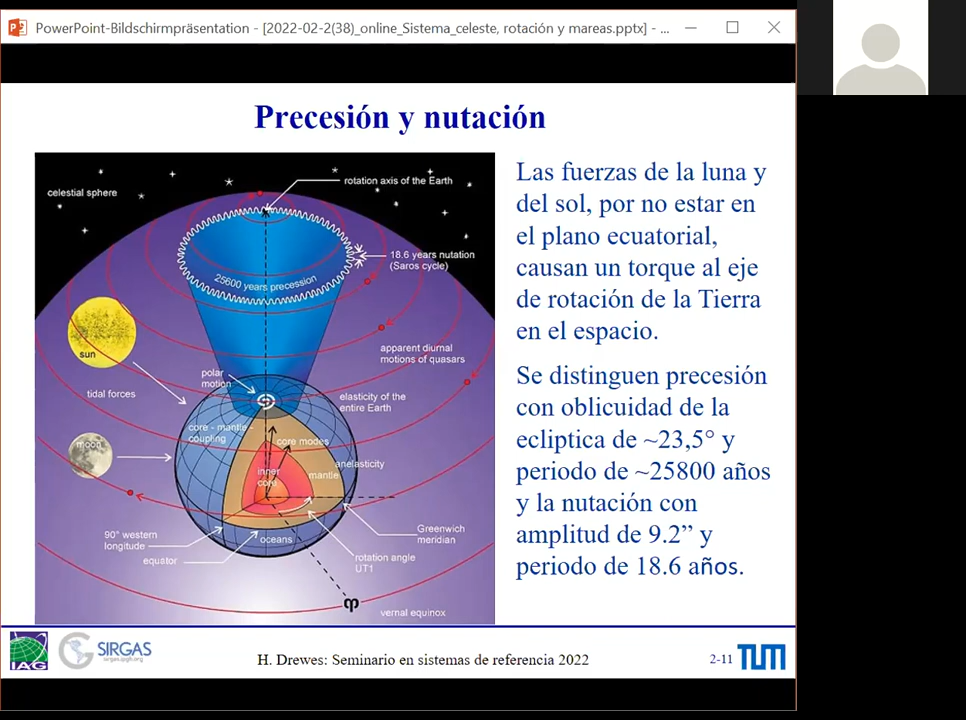 PowerPoint-Bildschirmpräsentation - [2022-02-2(38)_online_Sistema_celeste, rotación y mareas.pptx] - ...
Precesión y nutación
celestial sphere
rotation axis of the Earth
18.6 years nutation
(Saros cycle)
25600 years precession
sun
apparent diurnal
motions of quasars
polar
motion
tidal forces
elasticity of the
entire Earth
core - mantle -
coupling
core modes
moon
anelasticity
inner
core
mantle
90° western
longitude
oceans
Greenwich
meridian
equator
rotation angle
UT1
vernal equinox
Las fuerzas de la luna y
del sol, por no estar en
el plano ecuatorial,
causan un torque al eje
de rotación de la Tierra
en el espacio.
Se distinguen precesión
con oblicuidad de la
ecliptica de ~23,5° y
periodo de ~25800 años
y la nutación con
amplitud de 9.2” y
periodo de 18.6 años.
IAG
SIRGAS
sirgas.ipgh.org
H. Drewes: Seminario en sistemas de referencia 2022
2-11
TUM